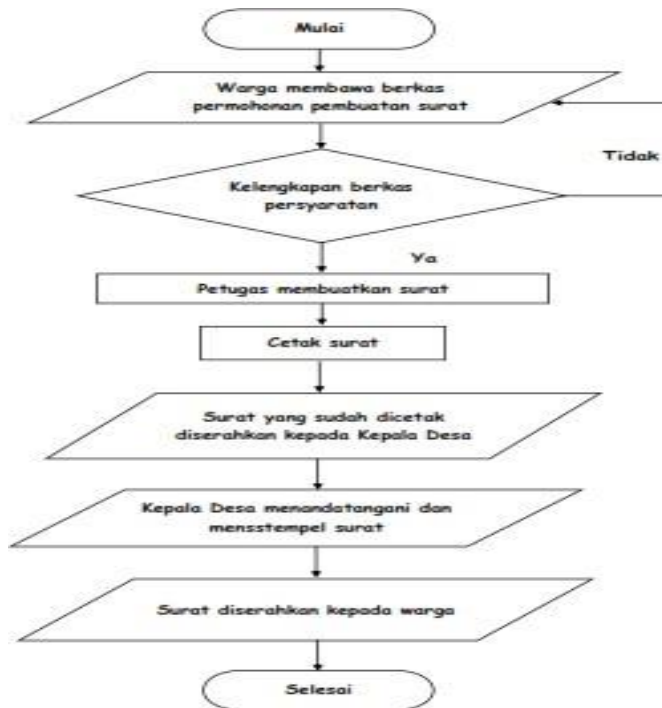 Mulai
Warga membawa berkas
permohonan pembuatan surat
Tidak
Kelengkapan berkas
persyaratan
Ya
Petugas membuatkan surat
Cetak surat
Surat yang sudah dicetak
diserahkan kepada Kepala Desa
Kepala Desa menandatangani dan
mensstempel surat
Surat diserahkan kepada warga
Selesai